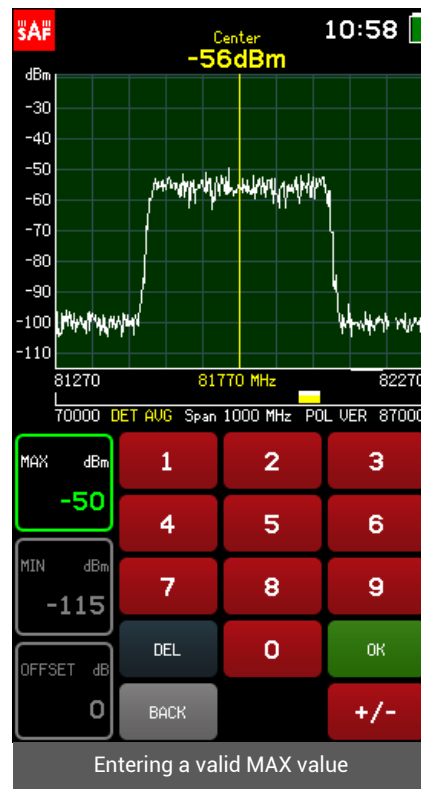 SAF
Center
10:58
-56dBm
dBm
-30
-40
-50
-60
-70
-80
-90
-100
-110
81270 81770 MHz 82270
70000 DET AVG Span 1000 MHz POL VER 87000
MAX dBm
-50
1 2 3
4 5 6
MIN dBm
-115
7 8 9
DEL 0 OK
OFFSET dB
0
BACK +/-
Entering a valid MAX value